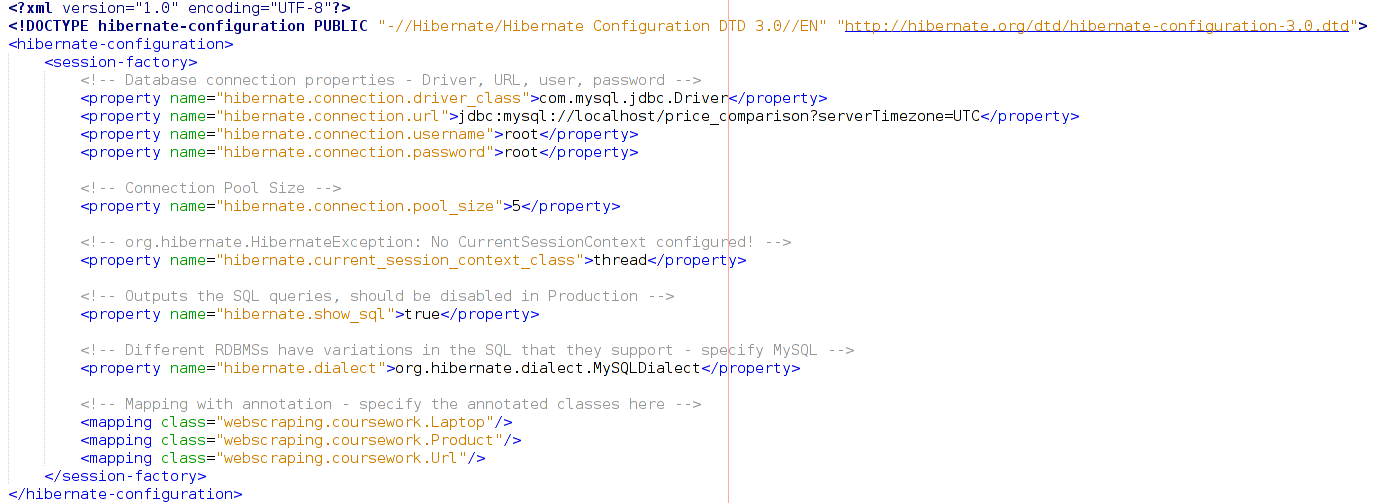 <?xml version="1.0" encoding="UTF-8"?>
<!DOCTYPE hibernate-configuration PUBLIC "-//Hibernate/Hibernate Configuration DTD 3.0//EN" "http://hibernate.org/dtd/hibernate-configuration-3.0.dtd">
<hibernate-configuration>
    <session-factory>
        <!-- Database connection properties - Driver, URL, user, password -->
        <property name="hibernate.connection.driver_class">com.mysql.jdbc.Driver</property>
        <property name="hibernate.connection.url">jdbc:mysql://localhost/price_comparison?serverTimezone=UTC</property>
        <property name="hibernate.connection.username">root</property>
        <property name="hibernate.connection.password">root</property>

        <!-- Connection Pool Size -->
        <property name="hibernate.connection.pool_size">5</property>

        <!-- org.hibernate.HibernateException: No CurrentSessionContext configured! -->
        <property name="hibernate.current_session_context_class">thread</property>

        <!-- Outputs the SQL queries, should be disabled in Production -->
        <property name="hibernate.show_sql">true</property>

        <!-- Different RDBMSs have variations in the SQL that they support - specify MySQL -->
        <property name="hibernate.dialect">org.hibernate.dialect.MySQLDialect</property>

        <!-- Mapping with annotation - specify the annotated classes here -->
        <mapping class="webscraping.coursework.Laptop"/>
        <mapping class="webscraping.coursework.Product"/>
        <mapping class="webscraping.coursework.Url"/>
    </session-factory>
</hibernate-configuration>